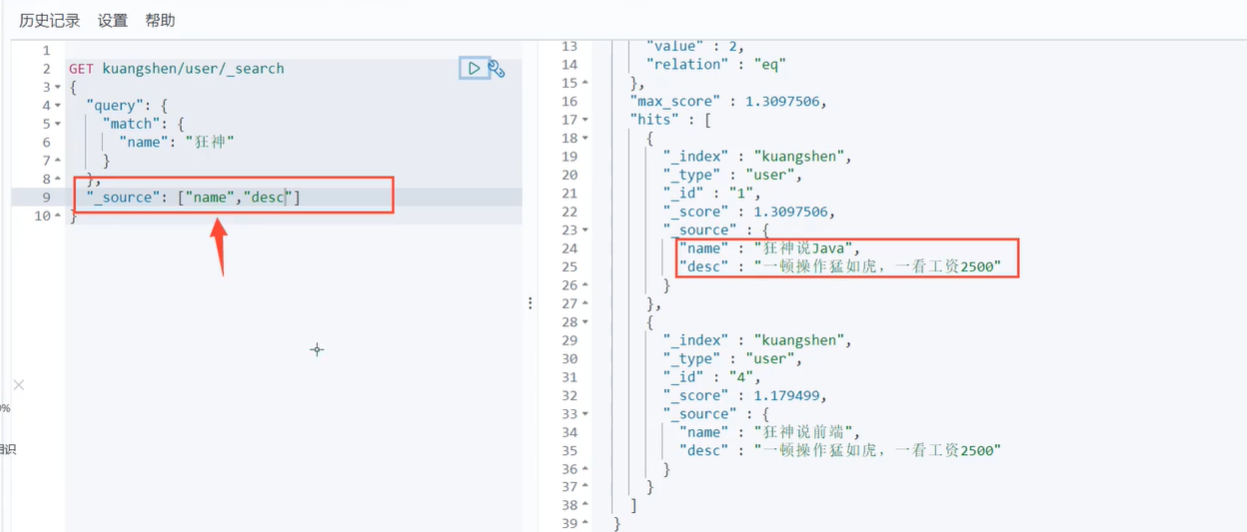 历史记录 设置 帮助
1
2 GET kuangshen/user/_search
3 {
4 "query": {
5 "match": {
6 "name": "狂神"
7 }
8 },
9 "_source": ["name","desc"]
10 }
13 "value" : 2,
14 "relation" : "eq"
15 },
16 "max_score" : 1.3097506,
17 "hits" : [
18 {
19 "_index" : "kuangshen",
20 "_type" : "user",
21 "_id" : "1",
22 "_score" : 1.3097506,
23 "_source" : {
24 "name" : "狂神说Java",
25 "desc" : "一顿操作猛如虎，一看工资2500"
26 }
27 },
28 {
29 "_index" : "kuangshen",
30 "_type" : "user",
31 "_id" : "4",
32 "_score" : 1.179499,
33 "_source" : {
34 "name" : "狂神说前端",
35 "desc" : "一顿操作猛如虎，一看工资2500"
36 }
37 }
38 ]
39 }